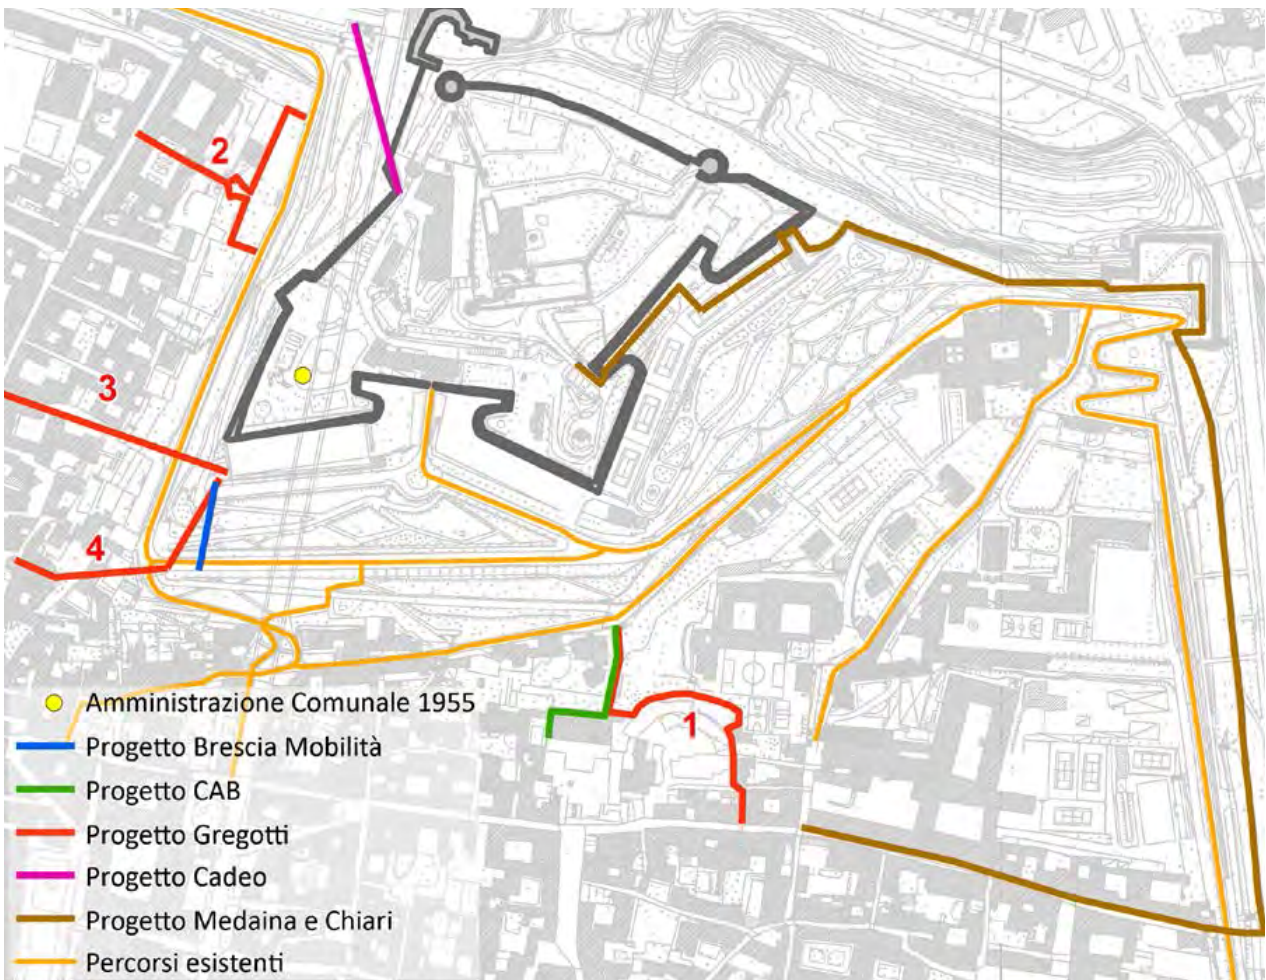 2
3
4
1
Amministrazione Comunale 1955
Progetto Brescia Mobilità
Progetto CAB
Progetto Gregotti
Progetto Cadeo
Progetto Medaina e Chiari
Percorsi esistenti